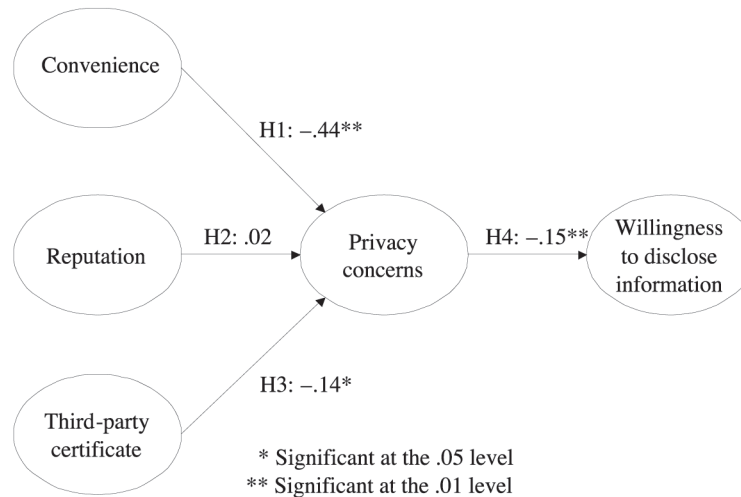 Convenience
H1: –.44**
Reputation
H2: .02
Privacy
concerns
H4: –.15**
Willingness
to disclose
information
H3: –.14*
Third-party
certificate
* Significant at the .05 level
** Significant at the .01 level